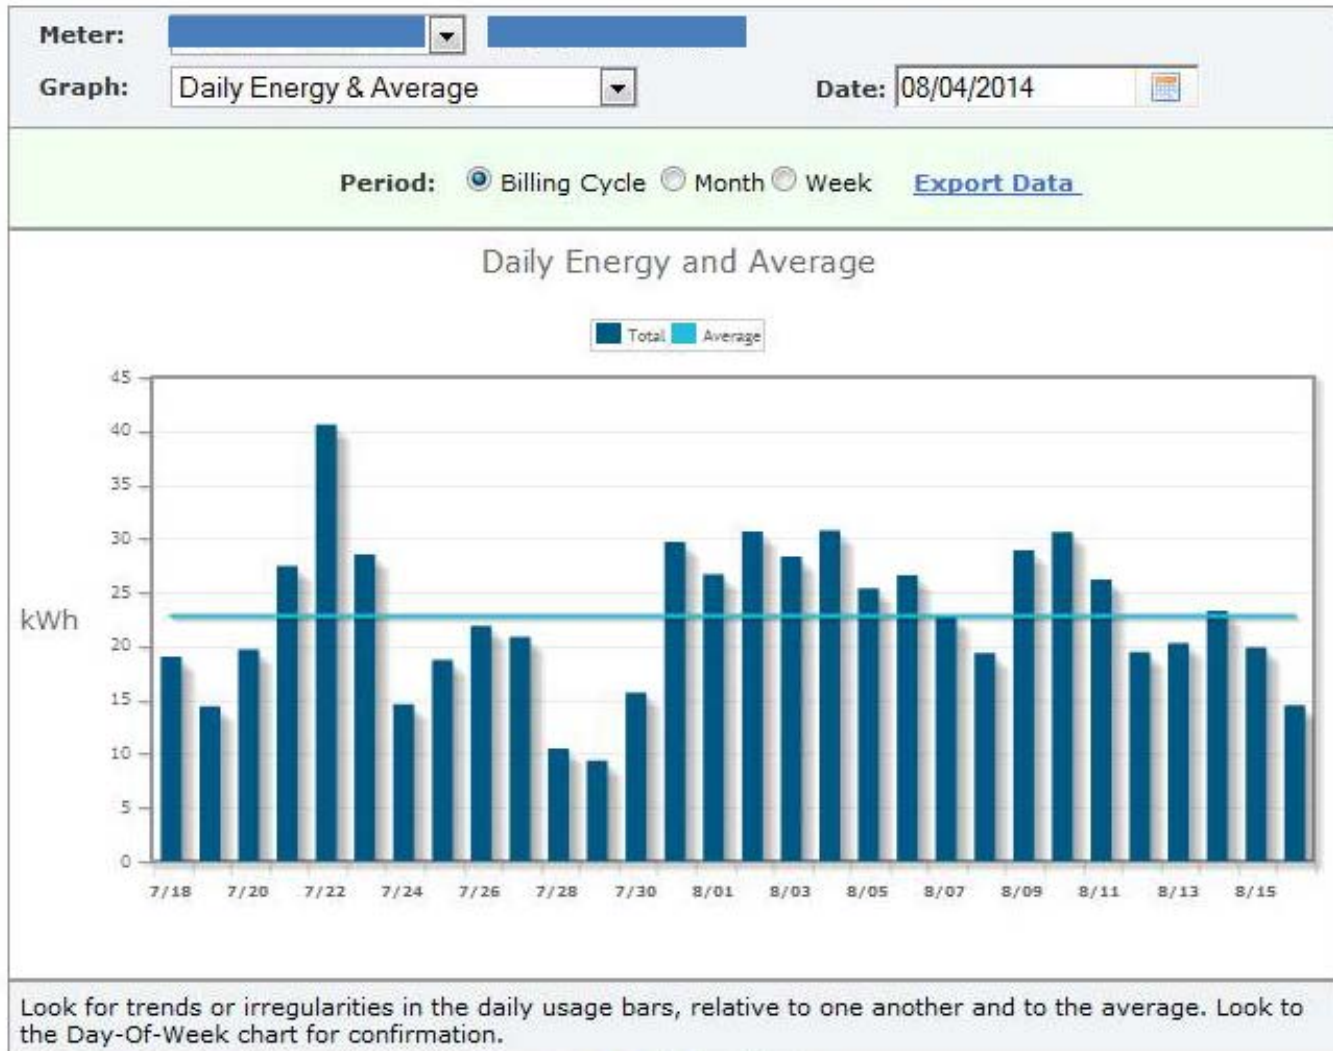 Meter:
Graph: Daily Energy & Average Date: 08/04/2014
Period: Billing Cycle Month Week Export Data
Daily Energy and Average
Total Average
45
40
35
30
25
kWh
20
15
10
5
0
7/18 7/20 7/22 7/24 7/26 7/28 7/30 8/01 8/03 8/05 8/07 8/09 8/11 8/13 8/15
Look for trends or irregularities in the daily usage bars, relative to one another and to the average. Look to
the Day-Of-Week chart for confirmation.